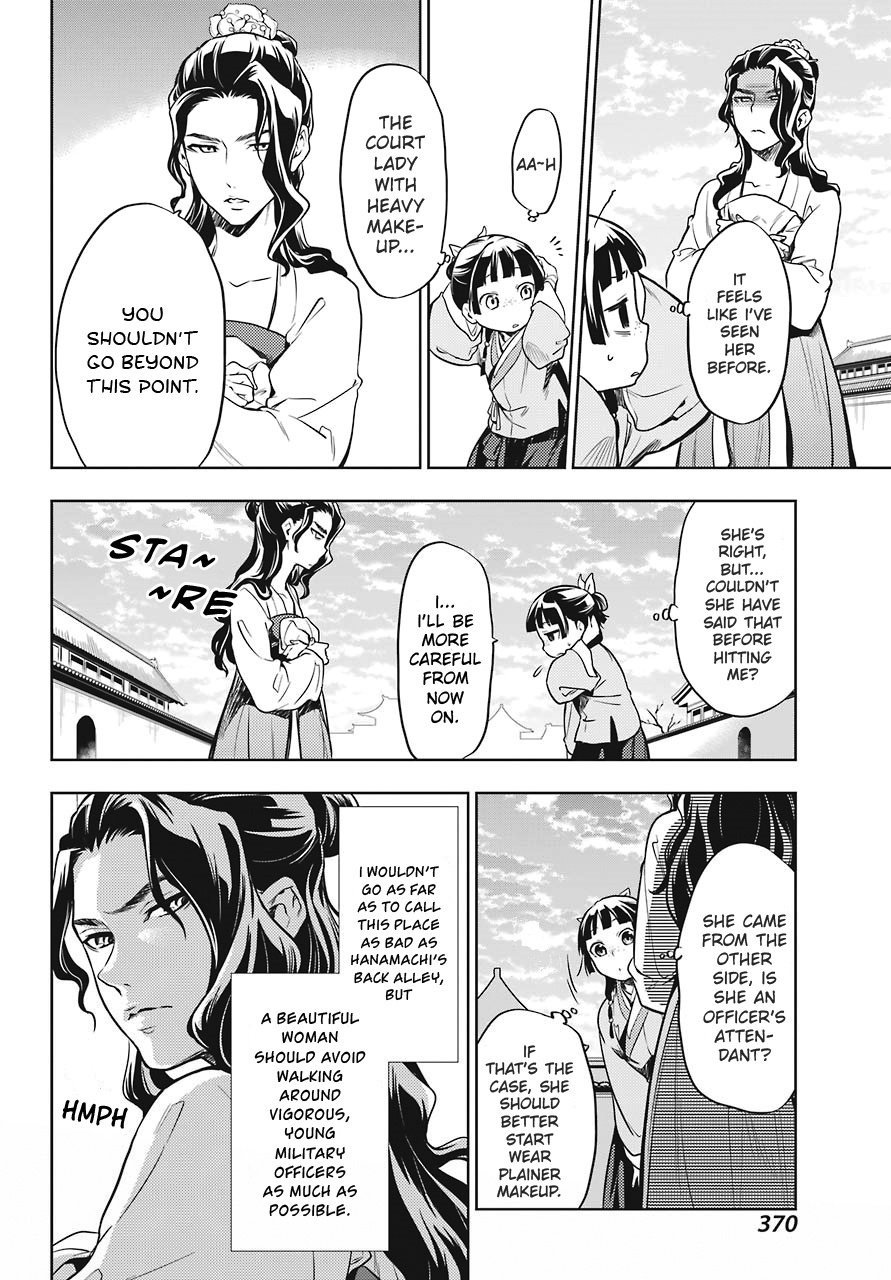 IT
FEELS
LIKE I'VE
SEEN
HER
BEFORE.
AA~H
THE
COURT
LADY
WITH
HEAVY
MAKE-
UP...
YOU
SHOULDN'T
GO BEYOND
THIS POINT.
SHE'S
RIGHT,
BUT...
COULDN'T
SHE HAVE
SAID THAT
BEFORE
HITTING
ME?
I...
I'LL BE
MORE
CAREFUL
FROM
NOW
ON.
STA~
~RE
SHE CAME
FROM THE
OTHER
SIDE, IS
SHE AN
OFFICER'S
ATTEN-
DANT?
IF
THAT'S THE
CASE, SHE
SHOULD
BETTER
START
WEAR
PLAINER
MAKEUP.
I WOULDN'T
GO AS FAR
AS TO CALL
THIS PLACE
AS BAD AS
HANAMACHI'S
BACK ALLEY,
BUT
A BEAUTIFUL
WOMAN
SHOULD AVOID
WALKING
AROUND
VIGOROUS,
YOUNG
MILITARY
OFFICERS
AS MUCH AS
POSSIBLE.
HMPH
370